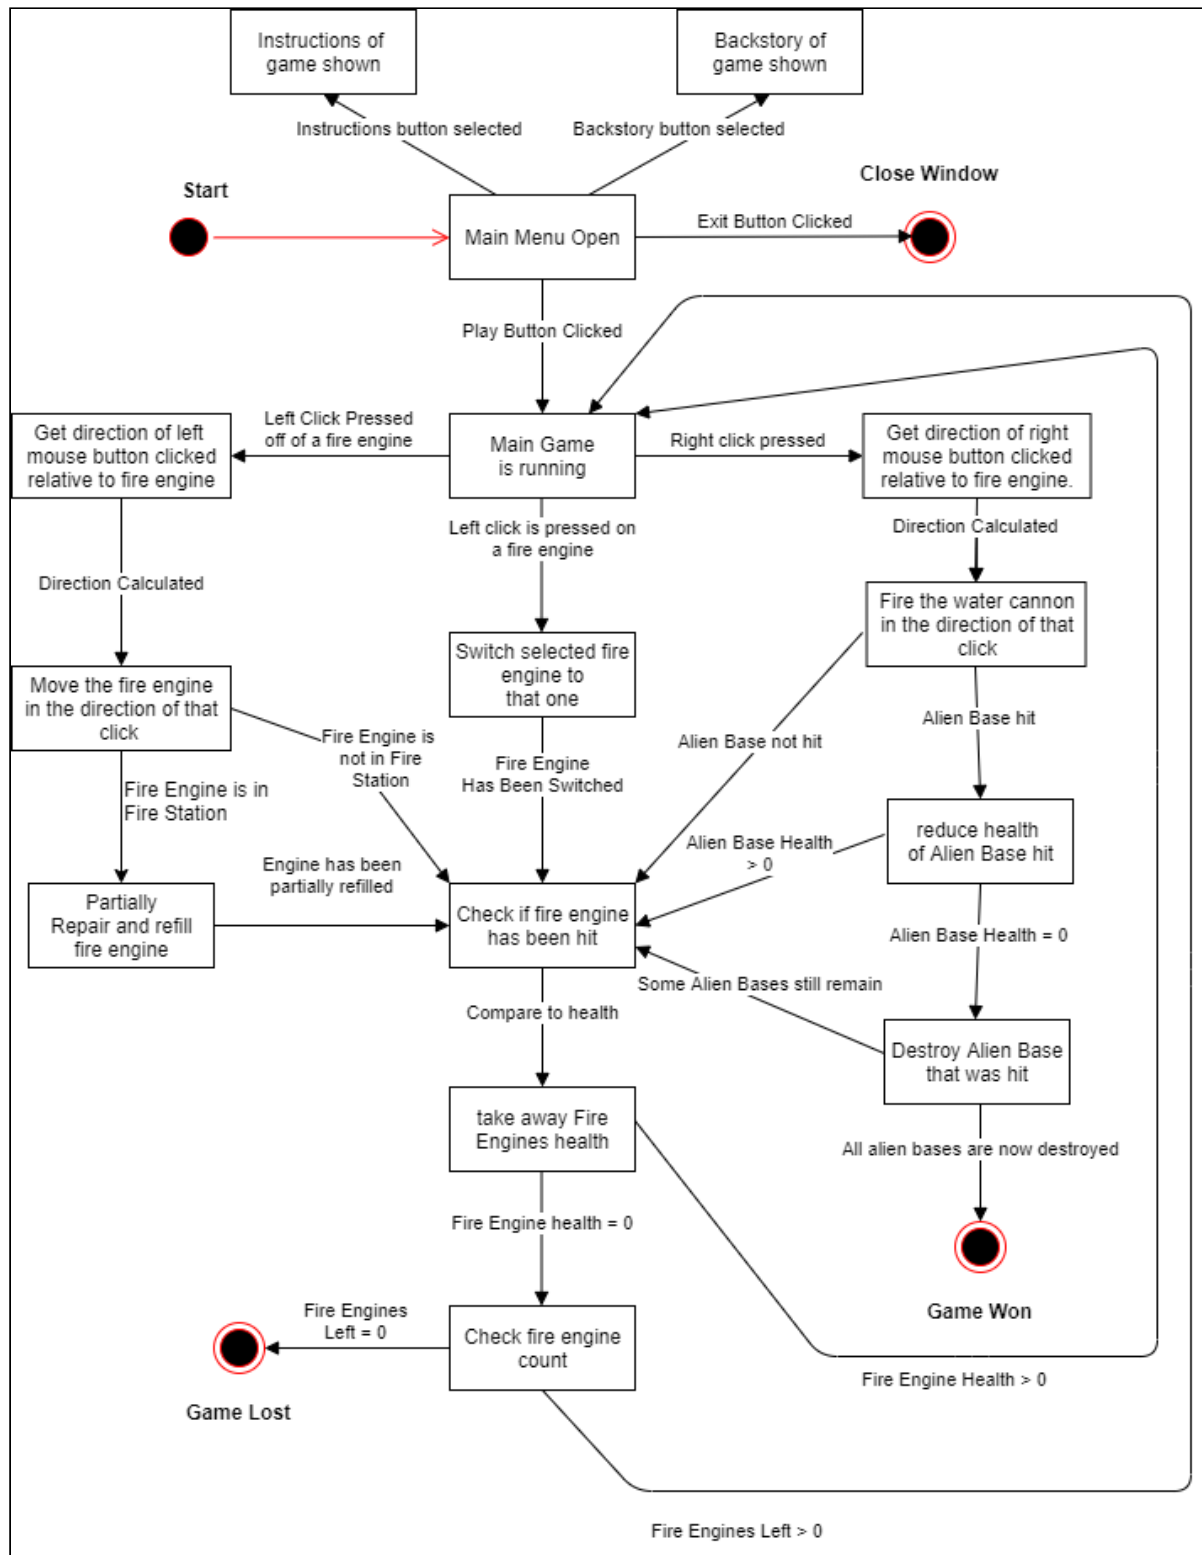 Instructions of
game shown
Backstory of
game shown
Instructions button selected
Backstory button selected
Start
Close Window
Main Menu Open
Exit Button Clicked
Play Button Clicked
Left Click Pressed
off of a fire engine
Get direction of left
mouse button clicked
relative to fire engine
Main Game
is running
Right click pressed
Get direction of right
mouse button clicked
relative to fire engine.
Left click is pressed on
a fire engine
Direction Calculated
Direction Calculated
Fire the water cannon
in the direction of that
click
Switch selected fire
engine to
that one
Move the fire engine
in the direction of that
click
Alien Base hit
Fire Engine is
not in Fire
Station
Alien Base not hit
Fire Engine
Has Been Switched
Fire Engine is in
Fire Station
reduce health
of Alien Base hit
Alien Base Health
> 0
Engine has been
partially refilled
Partially
Repair and refill
fire engine
Check if fire engine
has been hit
Alien Base Health = 0
Some Alien Bases still remain
Compare to health
Destroy Alien Base
that was hit
take away Fire
Engines health
All alien bases are now destroyed
Fire Engine health = 0
Game Won
Fire Engines
Left = 0
Check fire engine
count
Fire Engine Health > 0
Game Lost
Fire Engines Left > 0